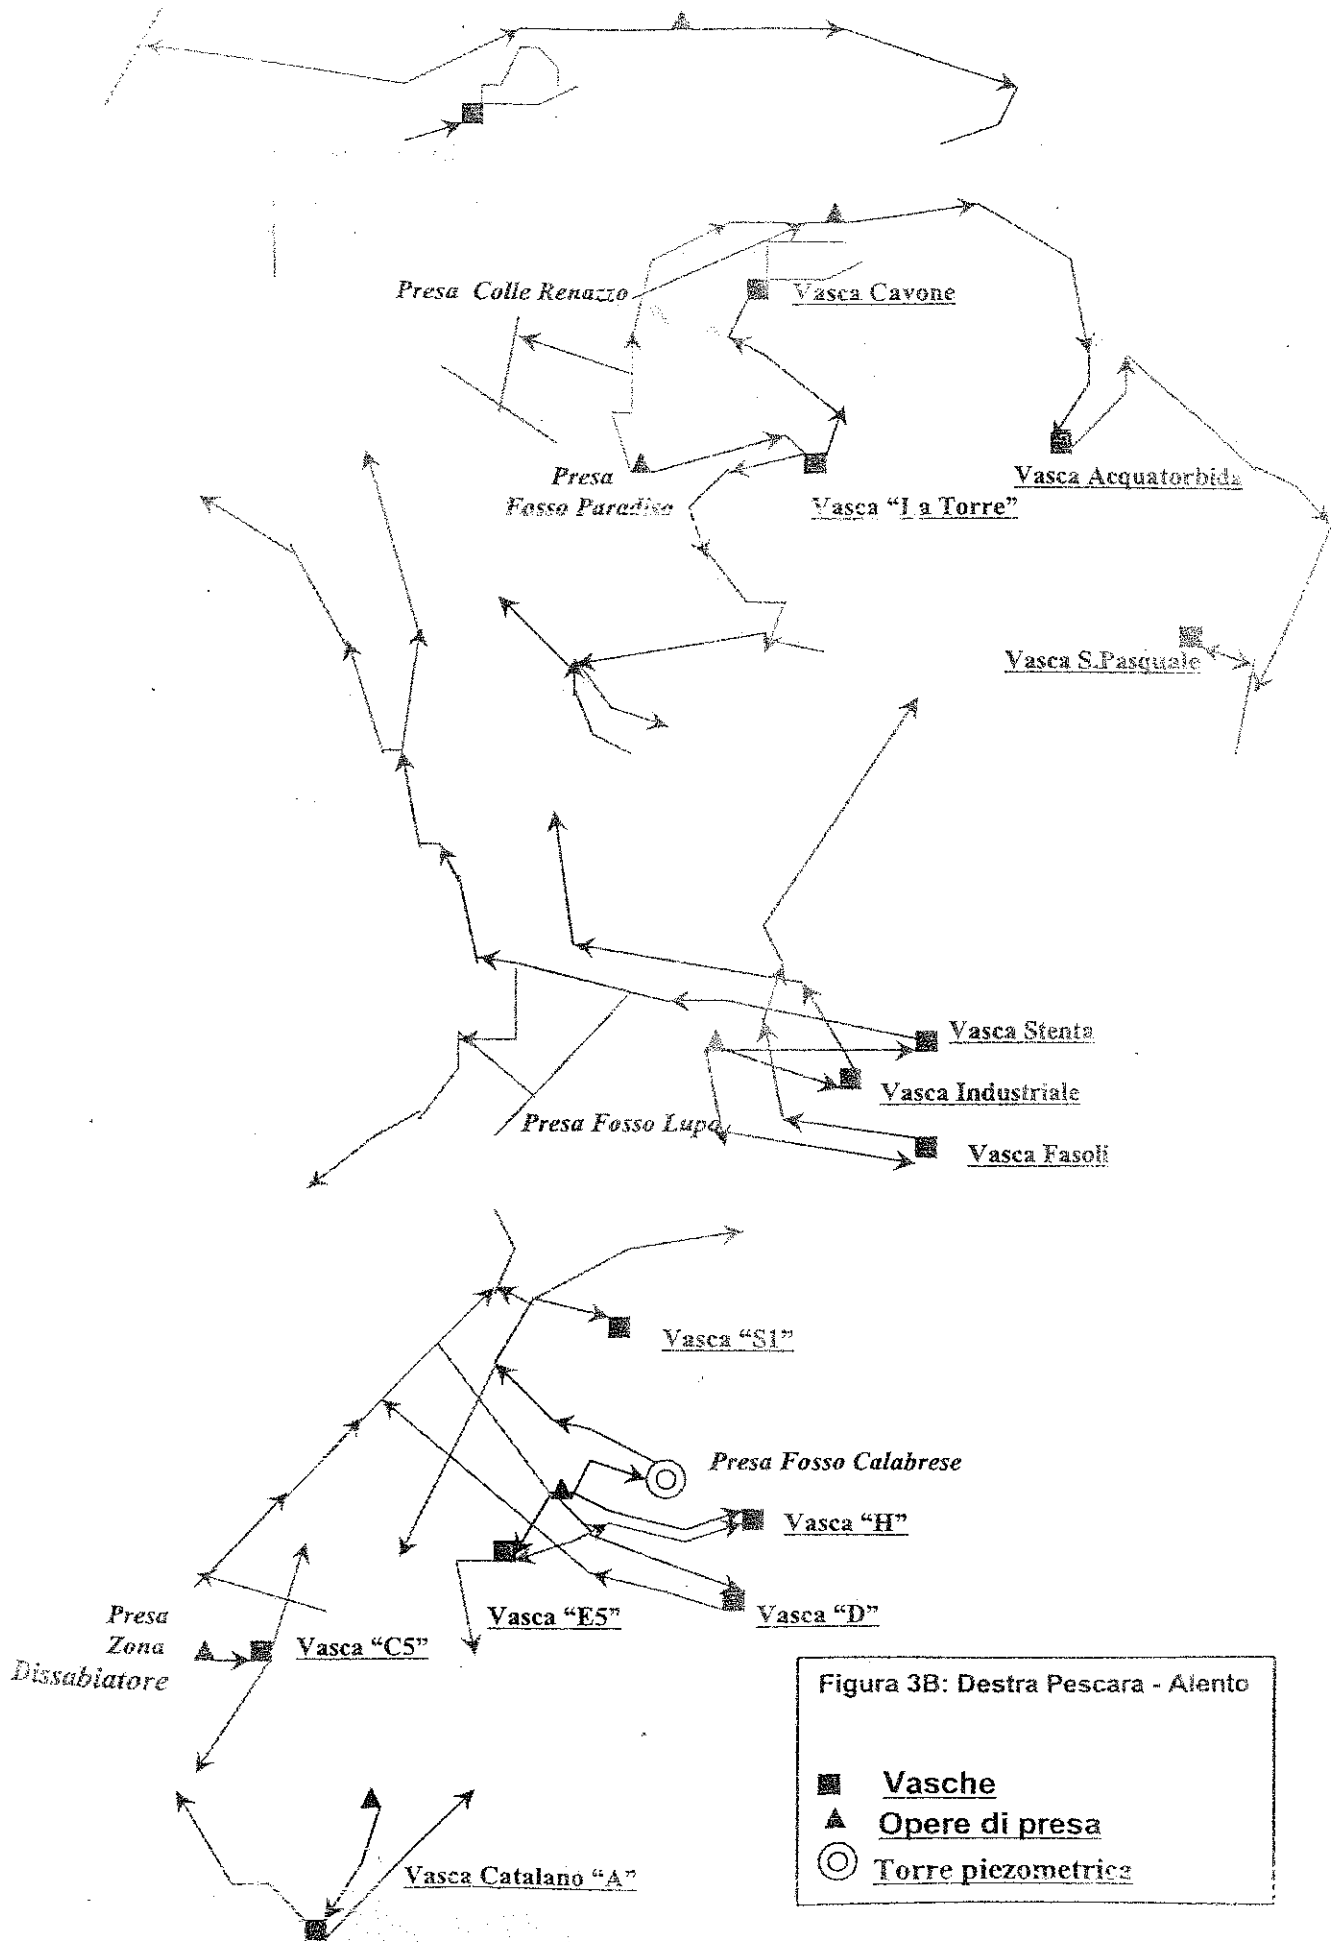 Presa Colle Renazzo
Vasca Cavone
Presa
Fosso Paradiso
Vasca "La Torre"
Vasca Acquatorbida
Vasca S.Pasquale
Vasca Stenta
Vasca Industriale
Presa Fosso Lupo
Vasca Fasoli
Vasca "S1"
Presa Fosso Calabrese
Vasca "H"
Vasca "E5"
Vasca "D"
Presa
Zona
Dissabiatore
Vasca "C5"
Vasca Catalano "A"
Figura 3B: Destra Pescara - Alento
Vasche
Opere di presa
Torre piezometrica